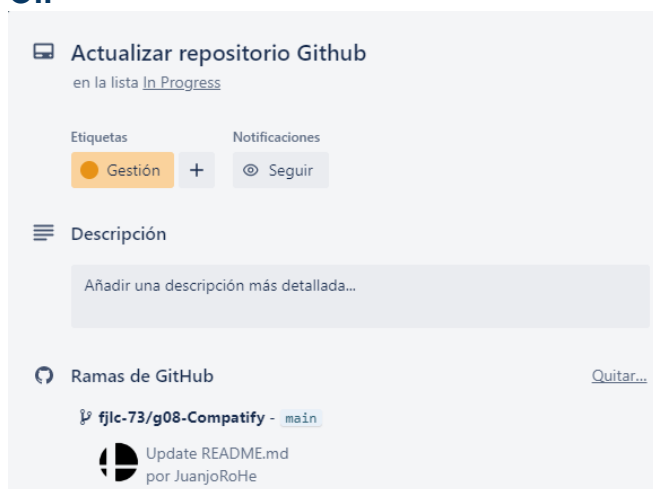 Actualizar repositorio Github
en la lista In Progress
Etiquetas Notificaciones
Gestión + Seguir
Descripción
Añadir una descripción más detallada...
Ramas de GitHub Quitar...
fjlc-73/g08-Compatify - main
Update README.md
por JuanjoRoHe